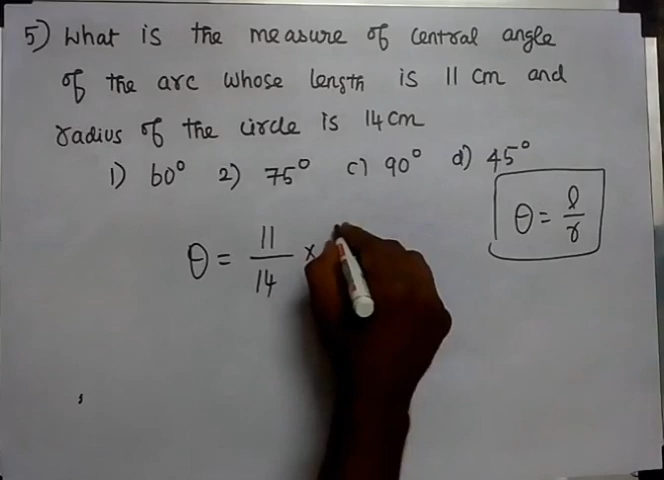 5) What is the measure of central angle
of the arc whose length is 11 cm and
radius of the circle is 14 cm
1) 60° 2) 75° c) 90° d) 45°
θ = l/r
θ = 11/14 ×